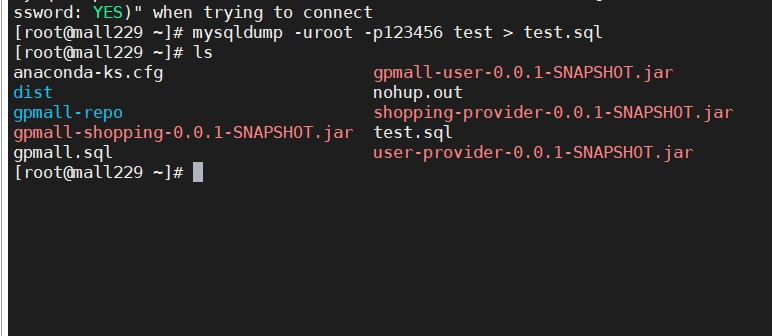 ssword: YES)" when trying to connect
[root@mall229 ~]# mysqldump -uroot -p123456 test > test.sql
[root@mall229 ~]# ls
anaconda-ks.cfg gpmall-user-0.0.1-SNAPSHOT.jar
dist nohup.out
gpmall-repo shopping-provider-0.0.1-SNAPSHOT.jar
gpmall-shopping-0.0.1-SNAPSHOT.jar test.sql
gpmall.sql user-provider-0.0.1-SNAPSHOT.jar
[root@mall229 ~]#